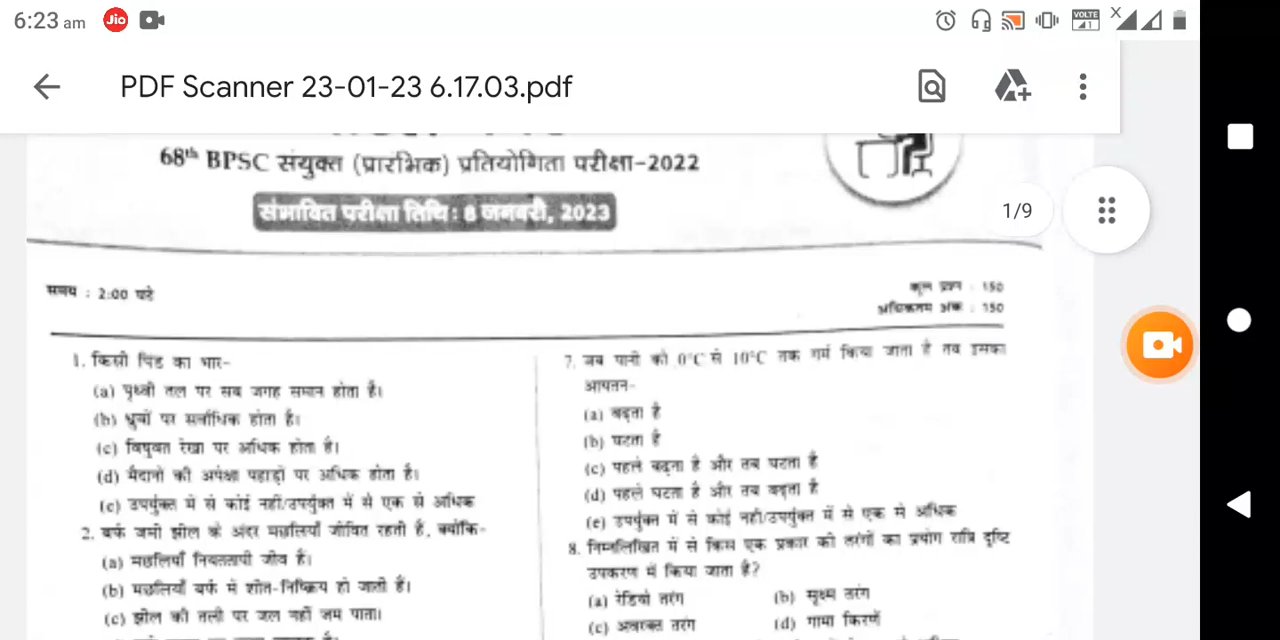 6:23 am
Jio
VOLTE
1
X
PDF Scanner 23-01-23 6.17.03.pdf
68th BPSC संयुक्त (प्रारंभिक) प्रतियोगिता परीक्षा-2022
संभावित परीक्षा तिथि : 8 जनवरी, 2023
1/9
समय : 2:00 घंटे
कुल प्रश्न : 150
अधिकतम अंक : 150
1. किसी पिंड का भार-
(a) पृथ्वी तल पर सब जगह समान होता है।
(b) ध्रुवों पर सर्वाधिक होता है।
(c) विषुवत रेखा पर अधिक होता है।
(d) मैदानों की अपेक्षा पहाड़ों पर अधिक होता है।
(e) उपर्युक्त में से कोई नहीं/उपर्युक्त में से एक से अधिक
2. बर्फ जमी झील के अंदर मछलियाँ जीवित रहती हैं, क्योंकि-
(a) मछलियाँ नियततापी जीव हैं।
(b) मछलियाँ बर्फ में शीत-निष्क्रिय हो जाती हैं।
(c) झील की तली पर जल नहीं जम पाता।
7. जब पानी को 0°C से 10°C तक गर्म किया जाता है तब इसका
आयतन-
(a) बढ़ता है
(b) घटता है
(c) पहले बढ़ता है और तब घटता है
(d) पहले घटता है और तब बढ़ता है
(e) उपर्युक्त में से कोई नहीं/उपर्युक्त में से एक से अधिक
8. निम्नलिखित में से किस एक प्रकार की तरंगों का प्रयोग रात्रि दृष्टि
उपकरण में किया जाता है?
(a) रेडियो तरंग (b) सूक्ष्म तरंग
(c) अवरक्त तरंग (d) गामा किरणें